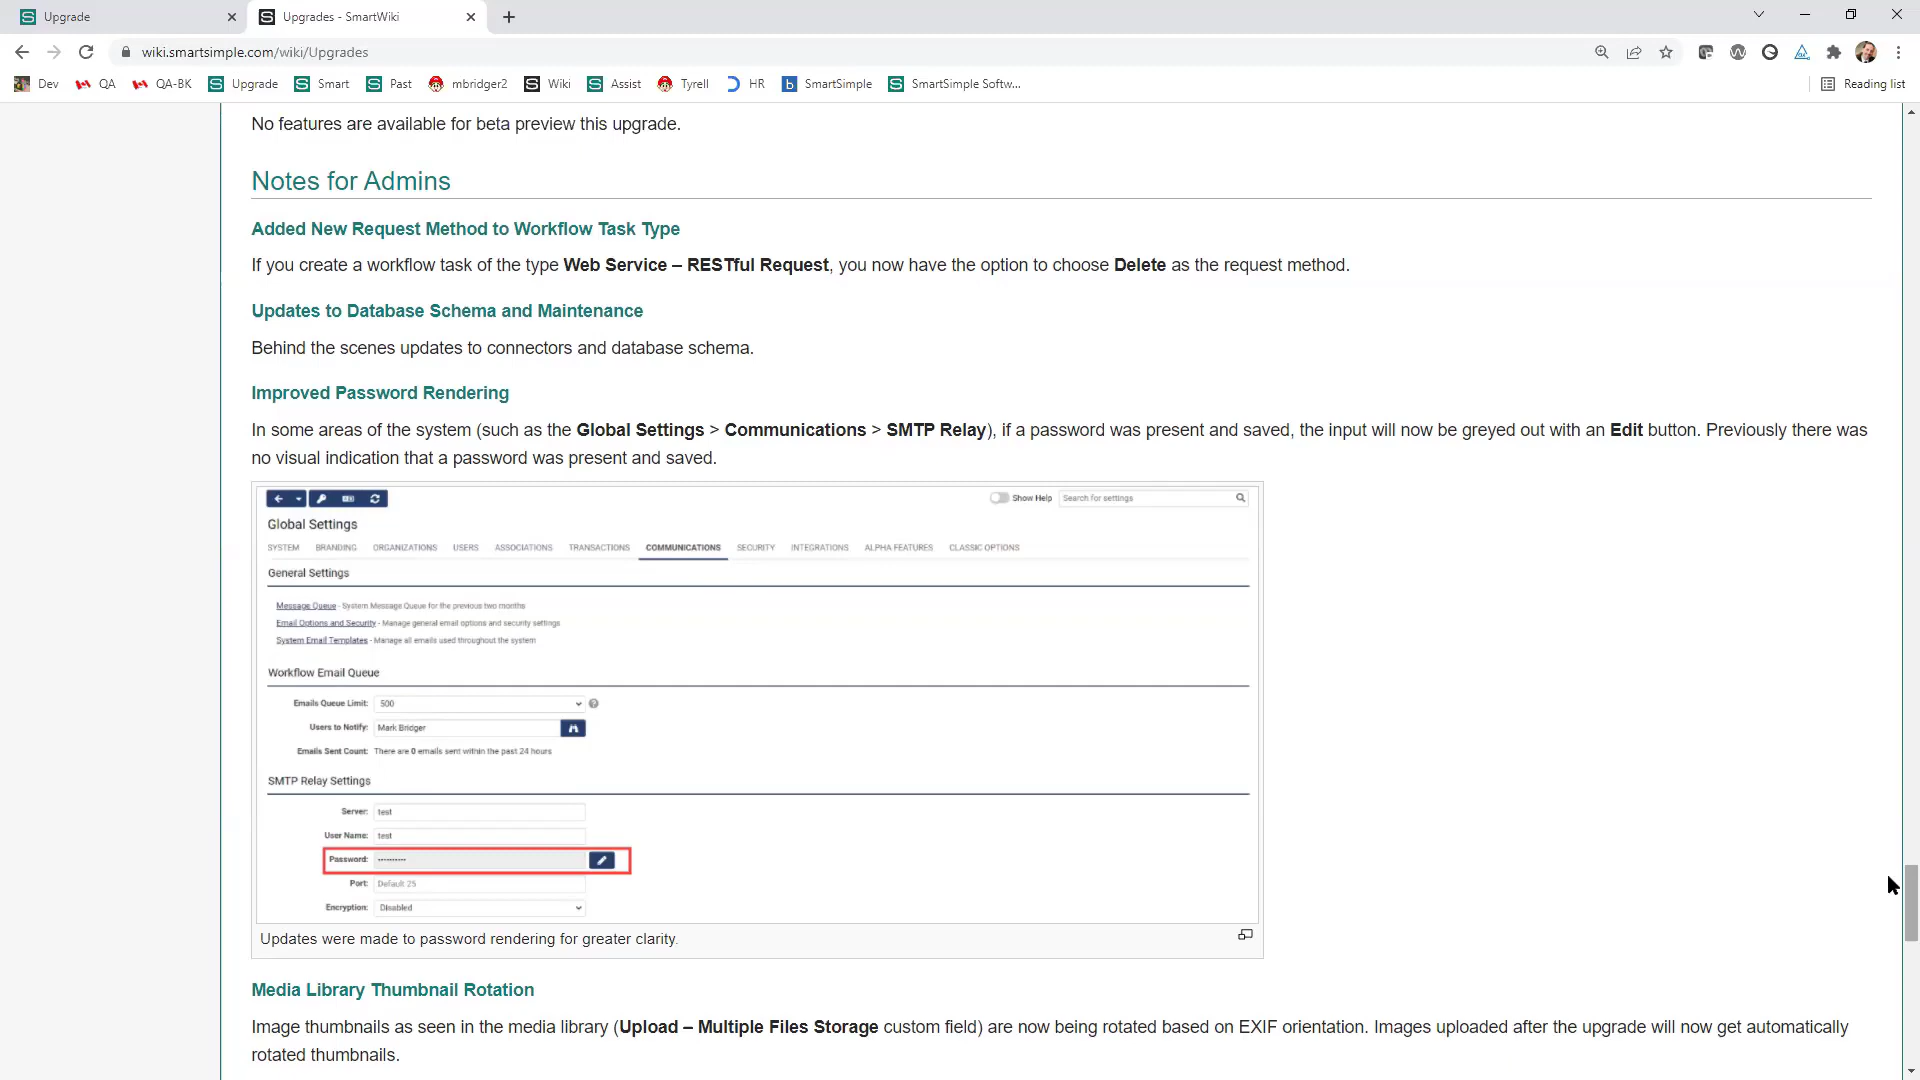 Upgrade
Upgrades - SmartWiki
wiki.smartsimple.com/wiki/Upgrades
Dev QA QA-BK Upgrade Smart Past mbridger2 Wiki Assist Tyrell HR SmartSimple SmartSimple Softw... Reading list
No features are available for beta preview this upgrade.
Notes for Admins
Added New Request Method to Workflow Task Type
If you create a workflow task of the type Web Service – RESTful Request, you now have the option to choose Delete as the request method.
Updates to Database Schema and Maintenance
Behind the scenes updates to connectors and database schema.
Improved Password Rendering
In some areas of the system (such as the Global Settings > Communications > SMTP Relay), if a password was present and saved, the input will now be greyed out with an Edit button. Previously there was
no visual indication that a password was present and saved.
Show Help Search for settings
Global Settings
SYSTEM BRANDING ORGANIZATIONS USERS ASSOCIATIONS TRANSACTIONS COMMUNICATIONS SECURITY INTEGRATIONS ALPHA FEATURES CLASSIC OPTIONS
General Settings
Message Queue - System Message Queue for the previous two months
Email Options and Security - Manage general email options and security settings
System Email Templates - Manage all emails used throughout the system
Workflow Email Queue
Emails Queue Limit: 500
Users to Notify: Mark Bridger
Emails Sent Count: There are 0 emails sent within the past 24 hours
SMTP Relay Settings
Server: test
User Name: test
Password: ••••••••••
Port: Default 25
Encryption: Disabled
Updates were made to password rendering for greater clarity.
Media Library Thumbnail Rotation
Image thumbnails as seen in the media library (Upload – Multiple Files Storage custom field) are now being rotated based on EXIF orientation. Images uploaded after the upgrade will now get automatically
rotated thumbnails.